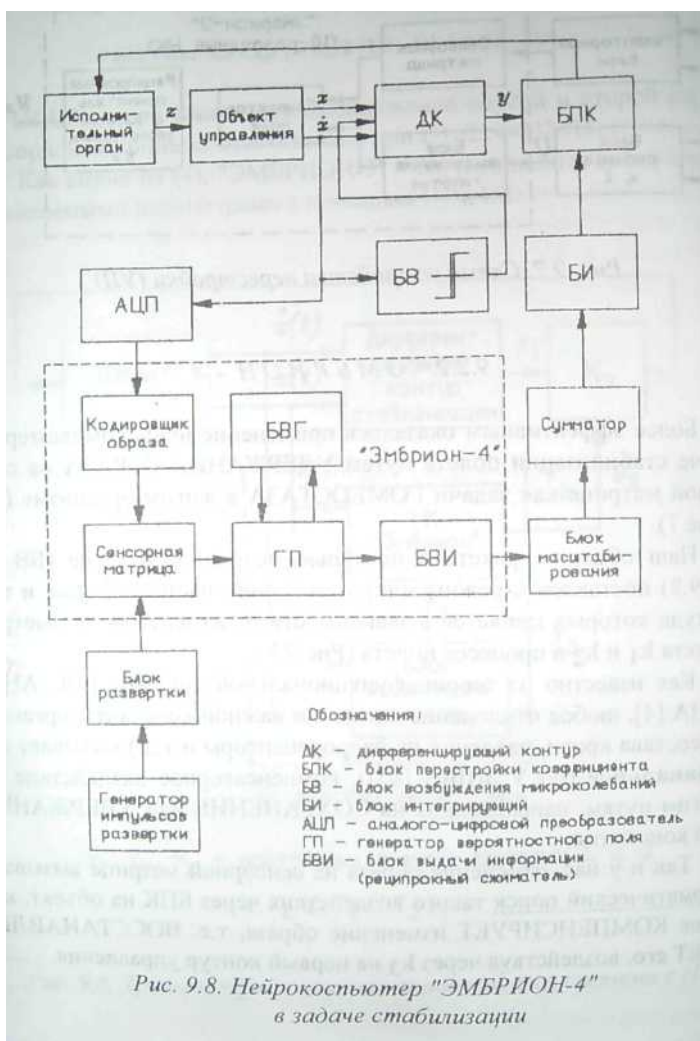 Исполни-
тельный
орган
z
Объект
управления
x
ẋ
ДК
y
БПК
АЦП
БВ
БИ
Кодировщик
образа
БВГ
"Эмбрион-4"
Сумматор
Сенсорная
матрица
ГП
БВИ
Блок
масштаби-
рования
Блок
развертки
Генератор
импульсов
развертки
Обозначения:
ДК – дифференцирующий контур
БПК – блок перестройки коэффициента
БВ – блок возбуждения микроколебаний
БИ – блок интегрирующий
АЦП – аналого-цифровой преобразователь
ГП – генератор вероятностного поля
БВИ – блок выдачи информации
(реципрокный сжиматель)
Рис. 9.8. Нейрокоспьютер "ЭМБРИОН-4"
в задаче стабилизации